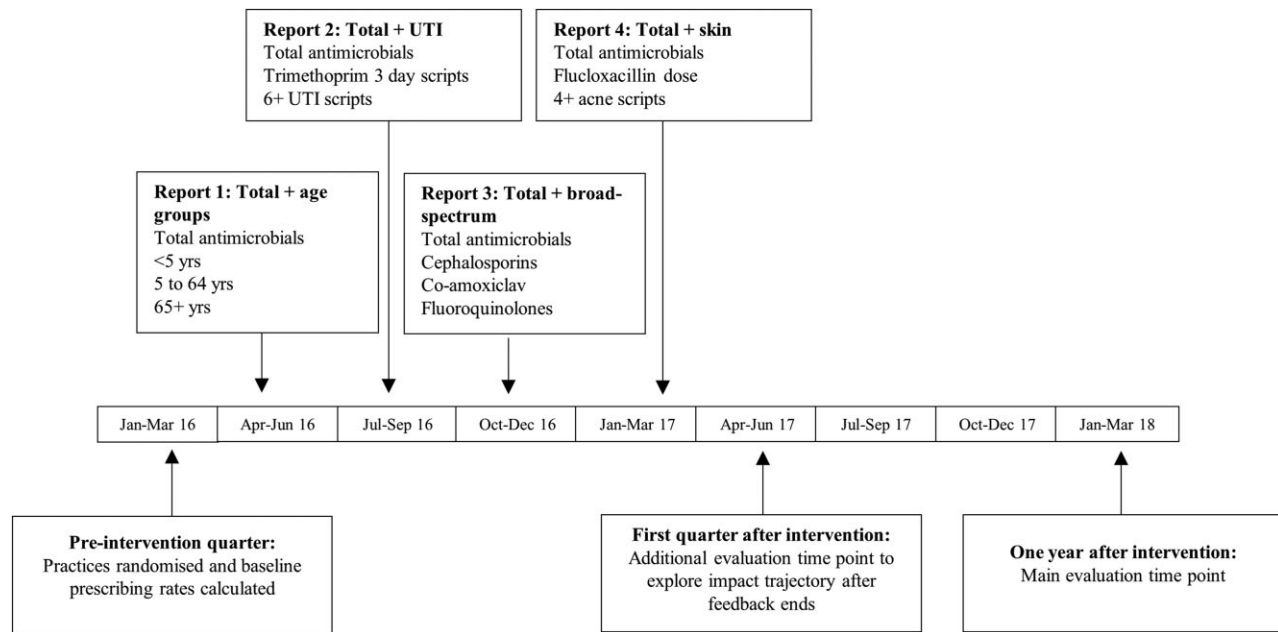 Report 2: Total + UTI
Total antimicrobials
Trimethoprim 3 day scripts
6+ UTI scripts
Report 4: Total + skin
Total antimicrobials
Flucloxacillin dose
4+ acne scripts
Report 1: Total + age
groups
Total antimicrobials
<5 yrs
5 to 64 yrs
65+ yrs
Report 3: Total + broad-
spectrum
Total antimicrobials
Cephalosporins
Co-amoxiclav
Fluoroquinolones
Jan-Mar 16
Apr-Jun 16
Jul-Sep 16
Oct-Dec 16
Jan-Mar 17
Apr-Jun 17
Jul-Sep 17
Oct-Dec 17
Jan-Mar 18
Pre-intervention quarter:
Practices randomised and baseline
prescribing rates calculated
First quarter after intervention:
Additional evaluation time point to
explore impact trajectory after
feedback ends
One year after intervention:
Main evaluation time point